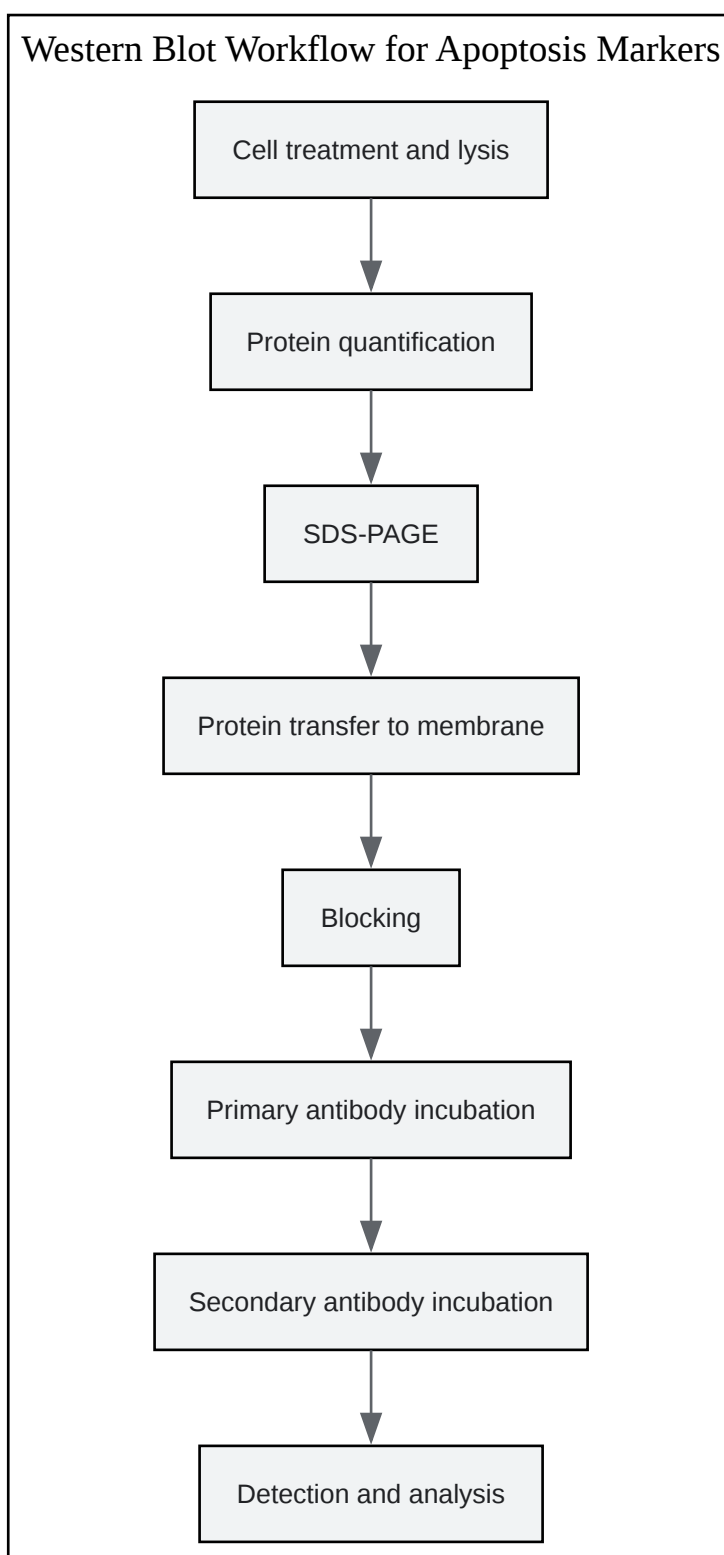 Western Blot Workflow for Apoptosis Markers
Cell treatment and lysis
Protein quantification
SDS-PAGE
Protein transfer to membrane
Blocking
Primary antibody incubation
Secondary antibody incubation
Detection and analysis